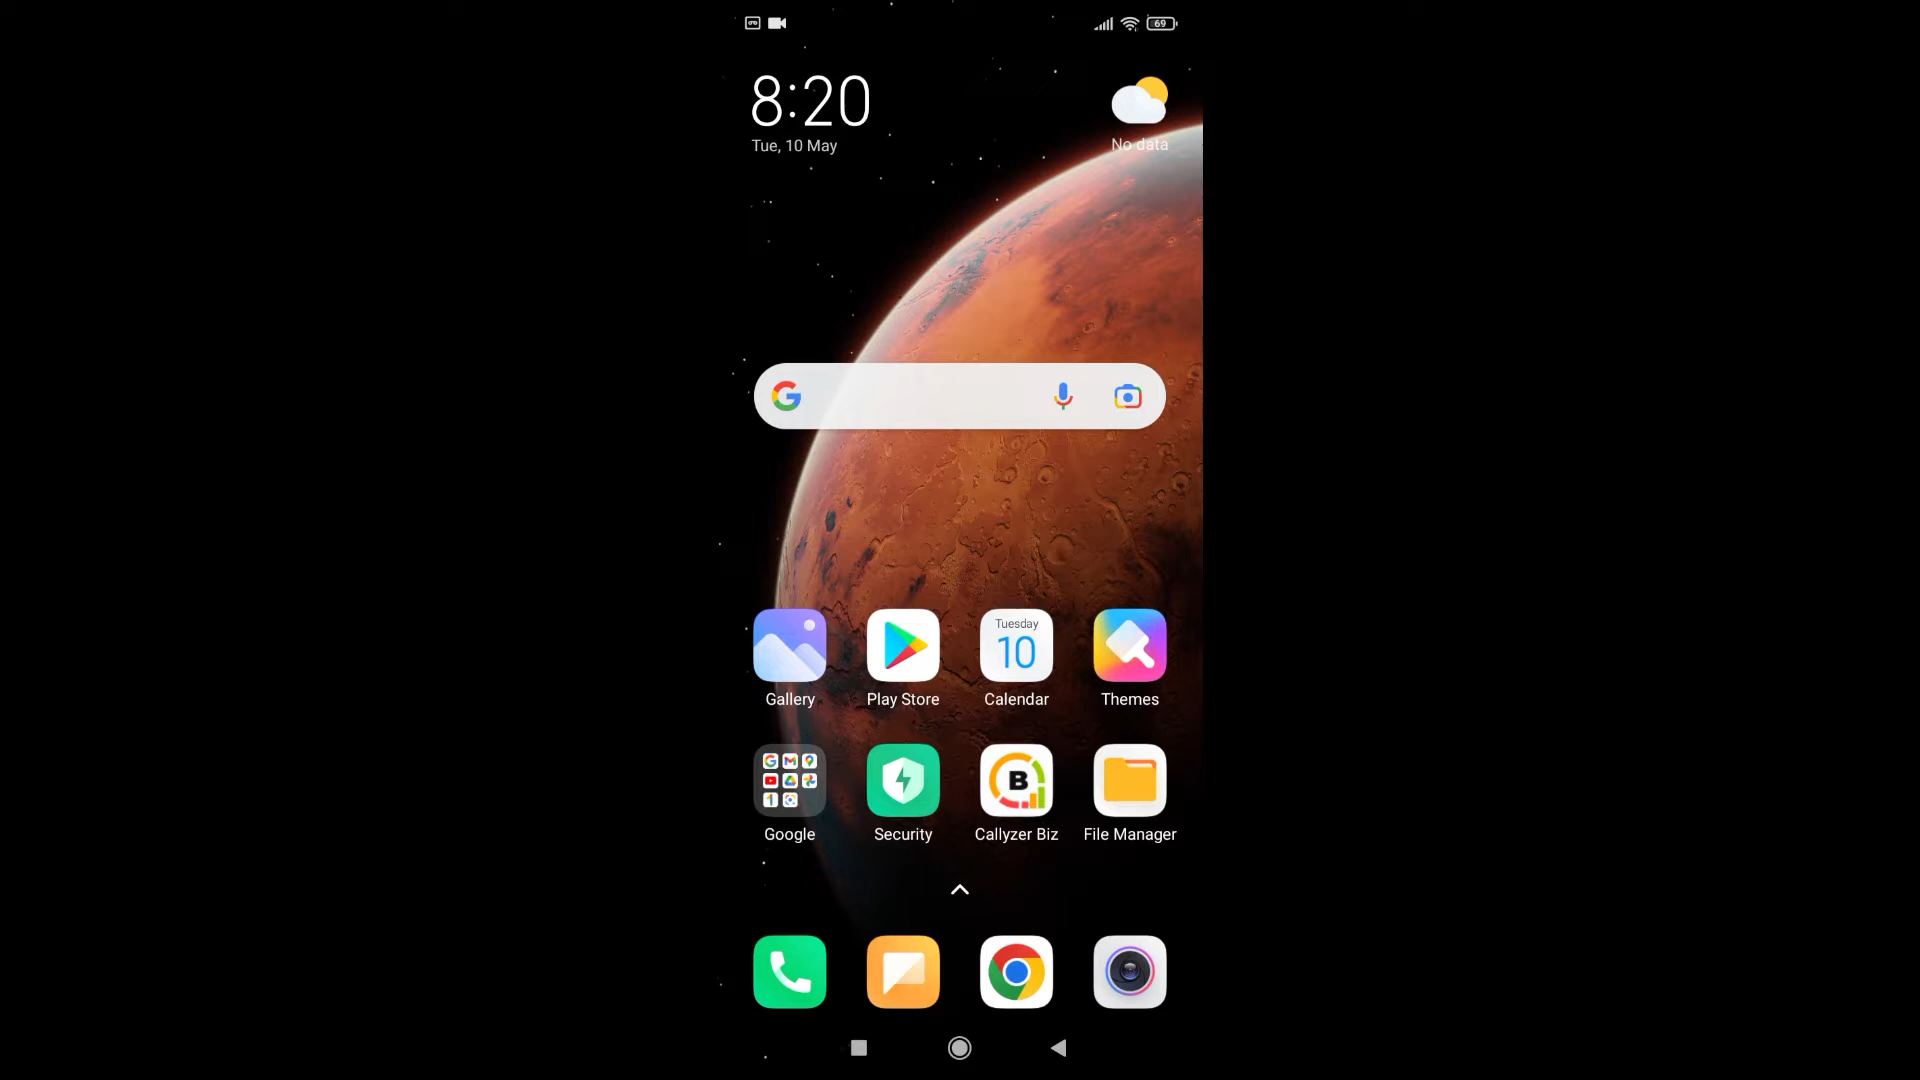 69
8:20
Tue, 10 May
No data
Tuesday
10
Gallery
Play Store
Calendar
Themes
B
Google
Security
Callyzer Biz
File Manager